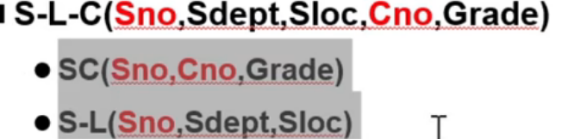 S-L-C(Sno,Sdept,Sloc,Cno,Grade)
● SC(Sno,Cno,Grade)
● S-L(Sno,Sdept,Sloc)